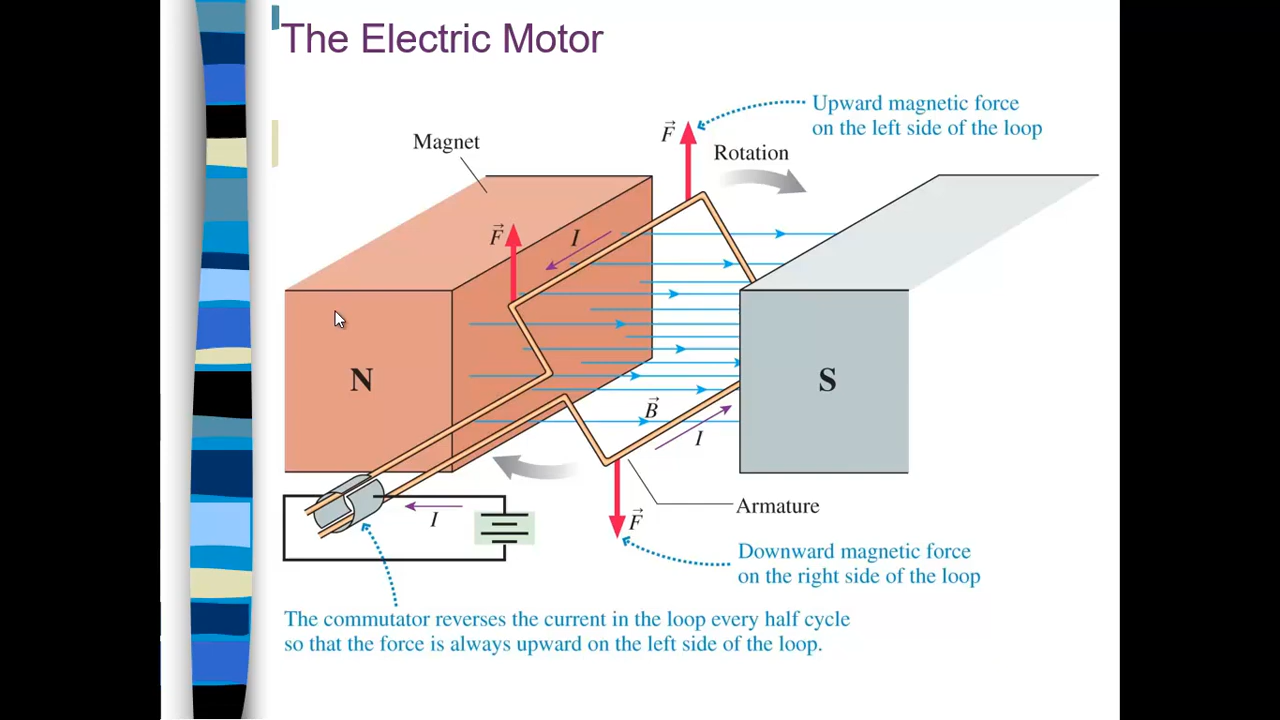 The Electric Motor
Upward magnetic force
on the left side of the loop
Magnet
F⃗
Rotation
F⃗
I
N
S
B⃗
I
I
Armature
F⃗
Downward magnetic force
on the right side of the loop
The commutator reverses the current in the loop every half cycle
so that the force is always upward on the left side of the loop.